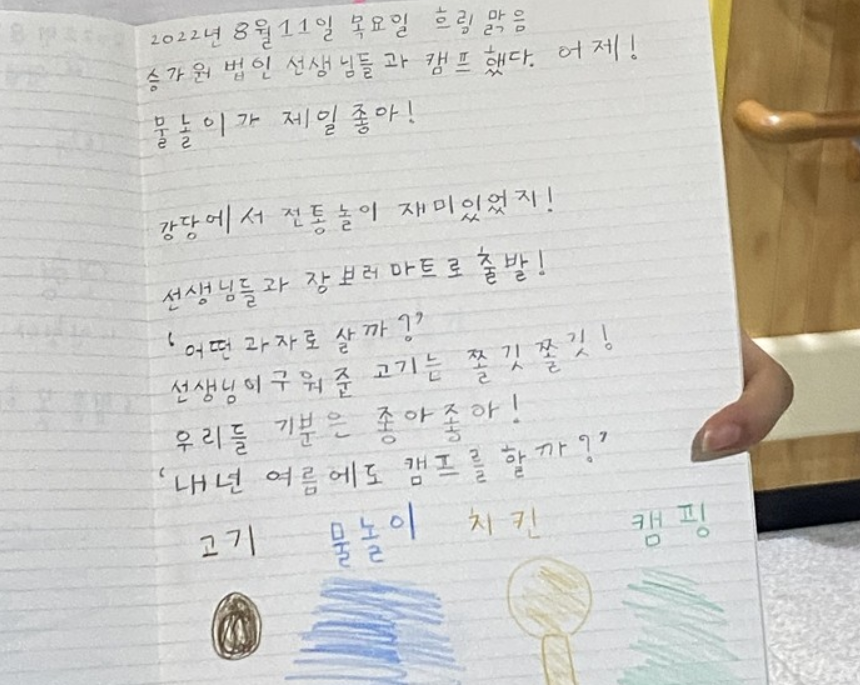 2022년 8월 11일 목요일 흐림 맑음
승가원 법인 선생님들과 캠프 했다. 어제!
물놀이가 제일 좋아!
강당에서 전통놀이 재미있었지!
선생님들과 장보러 마트로 출발!
‘어떤 과자로 살까?’
선생님이 구워준 고기는 쫄깃쫄깃!
우리들 기분은 좋아좋아!
‘내년 여름에도 캠프를 할까?’
고기 물놀이 치킨 캠핑